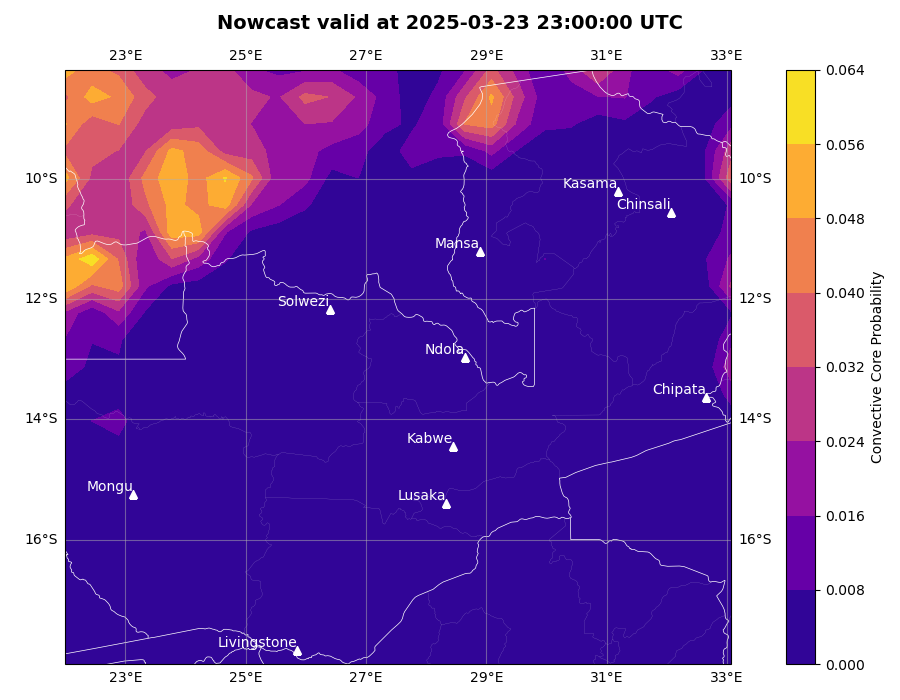 Nowcast valid at 2025-03-23 23:00:00 UTC
23°E 25°E 27°E 29°E 31°E 33°E
0.064
0.056
10°S Kasama 10°S
Chinsali
0.048
Mansa
0.040
12°S Solwezi 12°S
Ndola
0.032
Chipata
14°S 14°S
0.024
Kabwe
Mongu
Lusaka
0.016
16°S 16°S
0.008
Livingstone
0.000
23°E 25°E 27°E 29°E 31°E 33°E
Convective Core Probability